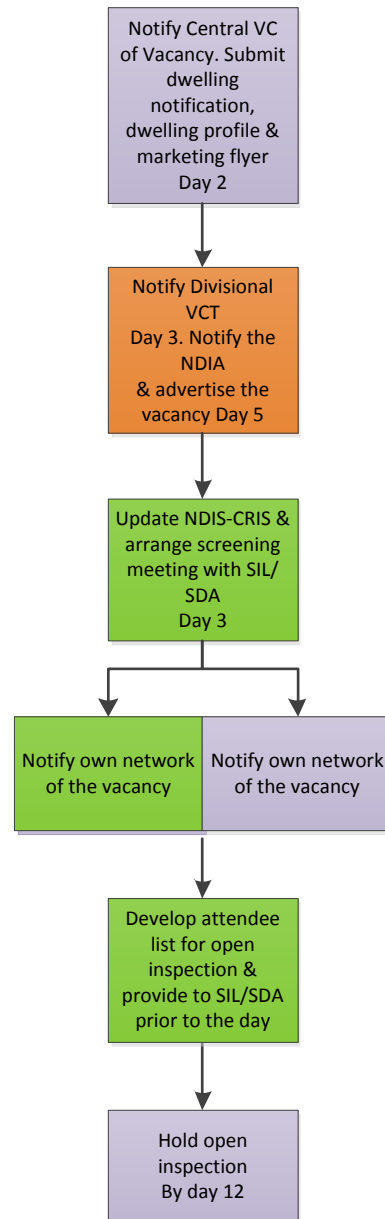 Notify Central VC
of Vacancy. Submit
dwelling
notification,
dwelling profile &
marketing flyer
Day 2
Notify Divisional
VCT
Day 3. Notify the
NDIA
& advertise the
vacancy Day 5
Update NDIS-CRIS &
arrange screening
meeting with SIL/
SDA
Day 3
Notify own network
of the vacancy
Notify own network
of the vacancy
Develop attendee
list for open
inspection &
provide to SIL/SDA
prior to the day
Hold open
inspection
By day 12